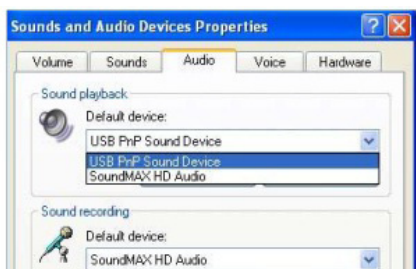 Sounds and Audio Devices Properties
Volume Sounds Audio Voice Hardware
Sound playback
Default device:
USB PnP Sound Device
USB PnP Sound Device
SoundMAX HD Audio
Sound recording
Default device:
SoundMAX HD Audio